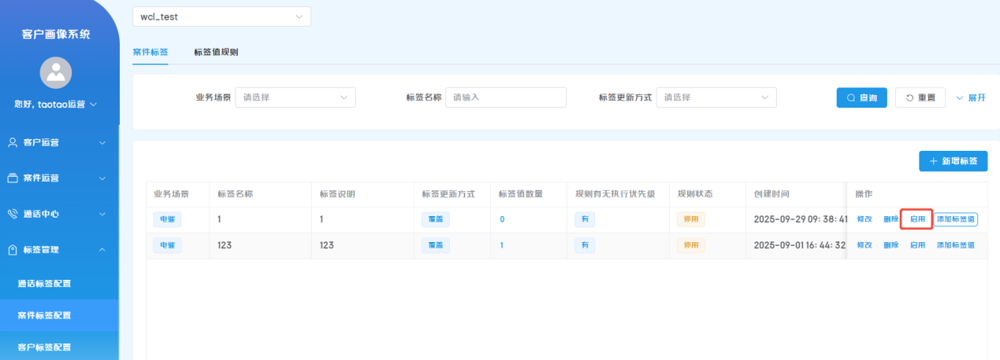 客户画像系统
您好, taotao运营
客户运营
案件运营
通话中心
标签管理
通话标签配置
案件标签配置
客户标签配置
wcl_test
案件标签 标签值规则
业务场景 请选择 标签名称 请输入 标签更新方式 请选择 查询 重置 展开
新增标签
业务场景 标签名称 标签说明 标签更新方式 标签值数量 规则有无执行优先级 规则状态 创建时间 操作
电催 1 1 覆盖 0 有 停用 2025-09-29 09:38:41 修改 删除 启用 添加标签值
电催 123 123 覆盖 1 有 停用 2025-09-01 16:44:32 修改 删除 启用 添加标签值